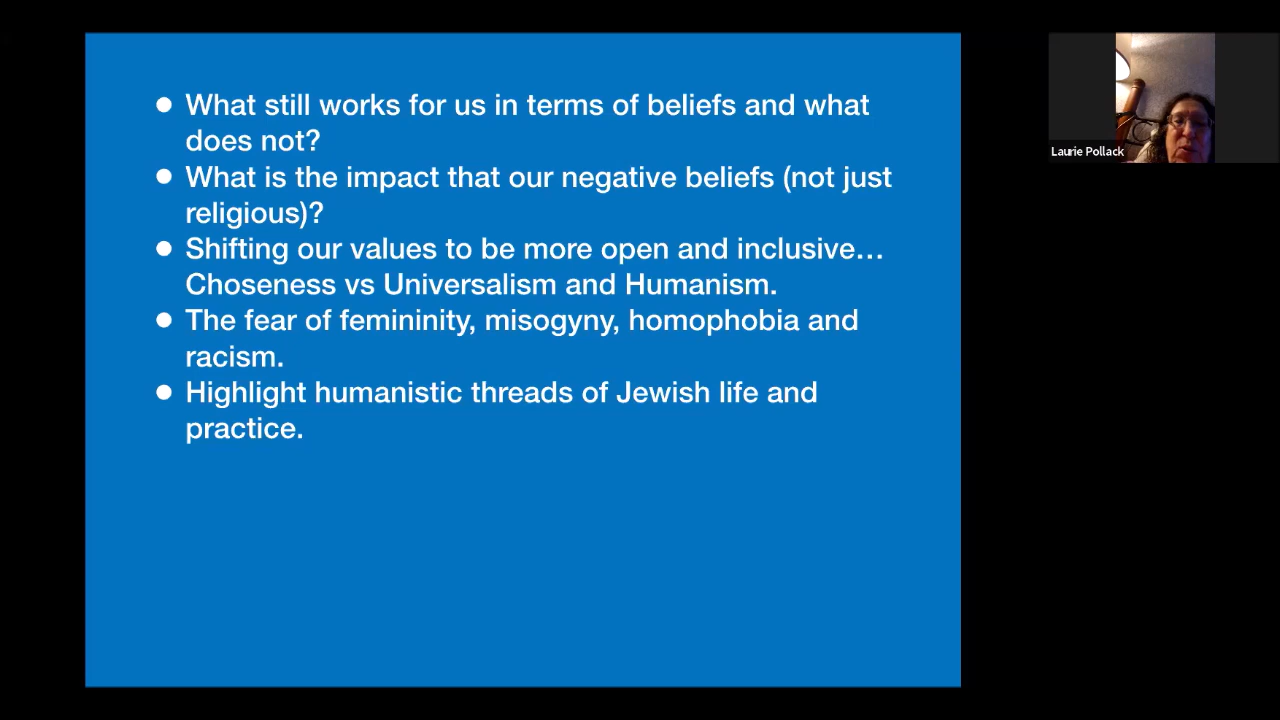 ● What still works for us in terms of beliefs and what
does not?
● What is the impact that our negative beliefs (not just
religious)?
● Shifting our values to be more open and inclusive…
Choseness vs Universalism and Humanism.
● The fear of femininity, misogyny, homophobia and
racism.
● Highlight humanistic threads of Jewish life and
practice.
Laurie Pollack